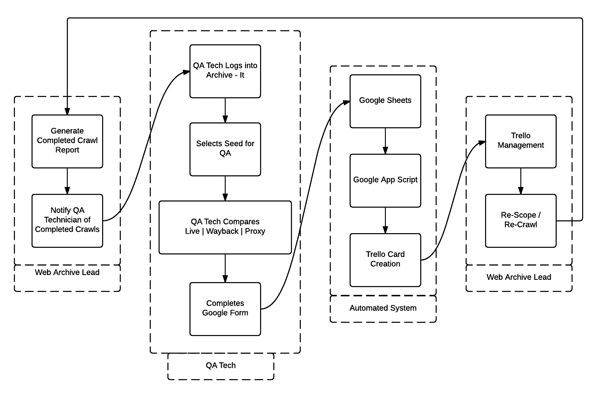 Generate
Completed Crawl
Report
Notify QA
Technician of
Completed Crawls
Web Archive Lead
QA Tech Logs into
Archive - It
Selects Seed for
QA
QA Tech Compares
Live | Wayback | Proxy
Completes
Google Form
QA Tech
Google Sheets
Google App Script
Trello Card
Creation
Automated System
Trello
Management
Re-Scope /
Re-Crawl
Web Archive Lead